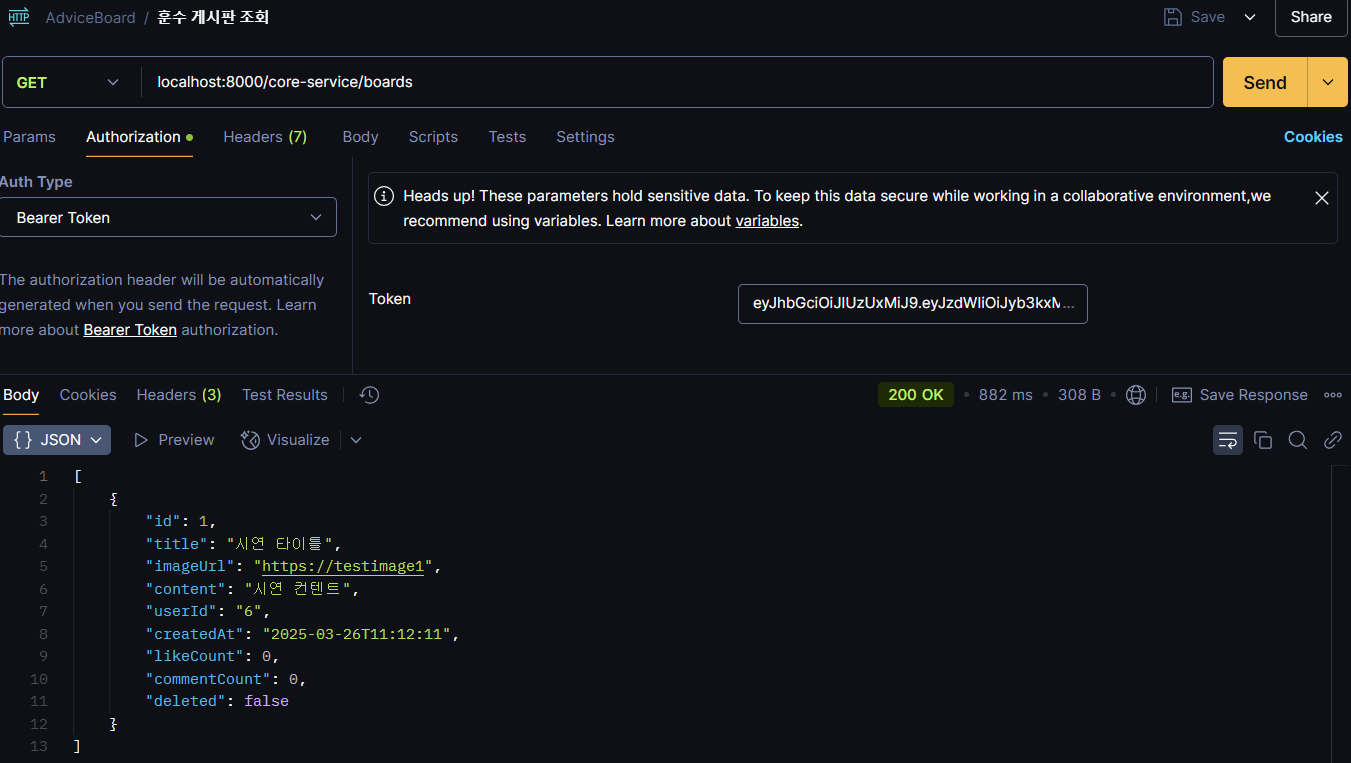 HTTP AdviceBoard / 훈수 게시판 조회 Save Share
GET localhost:8000/core-service/boards Send
Params Authorization Headers (7) Body Scripts Tests Settings Cookies
Auth Type
Bearer Token
The authorization header will be automatically
generated when you send the request. Learn
more about Bearer Token authorization.
Heads up! These parameters hold sensitive data. To keep this data secure while working in a collaborative environment,we
recommend using variables. Learn more about variables.
Token eyJhbGciOiJIUzUxMiJ9.eyJzdWIiOiJyb3kxM...
Body Cookies Headers (3) Test Results 200 OK • 882 ms • 308 B • e.g. Save Response
{} JSON Preview Visualize
1 [
2 {
3 "id": 1,
4 "title": "시연 타이틀",
5 "imageUrl": "https://testimage1",
6 "content": "시연 컨텐트",
7 "userId": "6",
8 "createdAt": "2025-03-26T11:12:11",
9 "likeCount": 0,
10 "commentCount": 0,
11 "deleted": false
12 }
13 ]